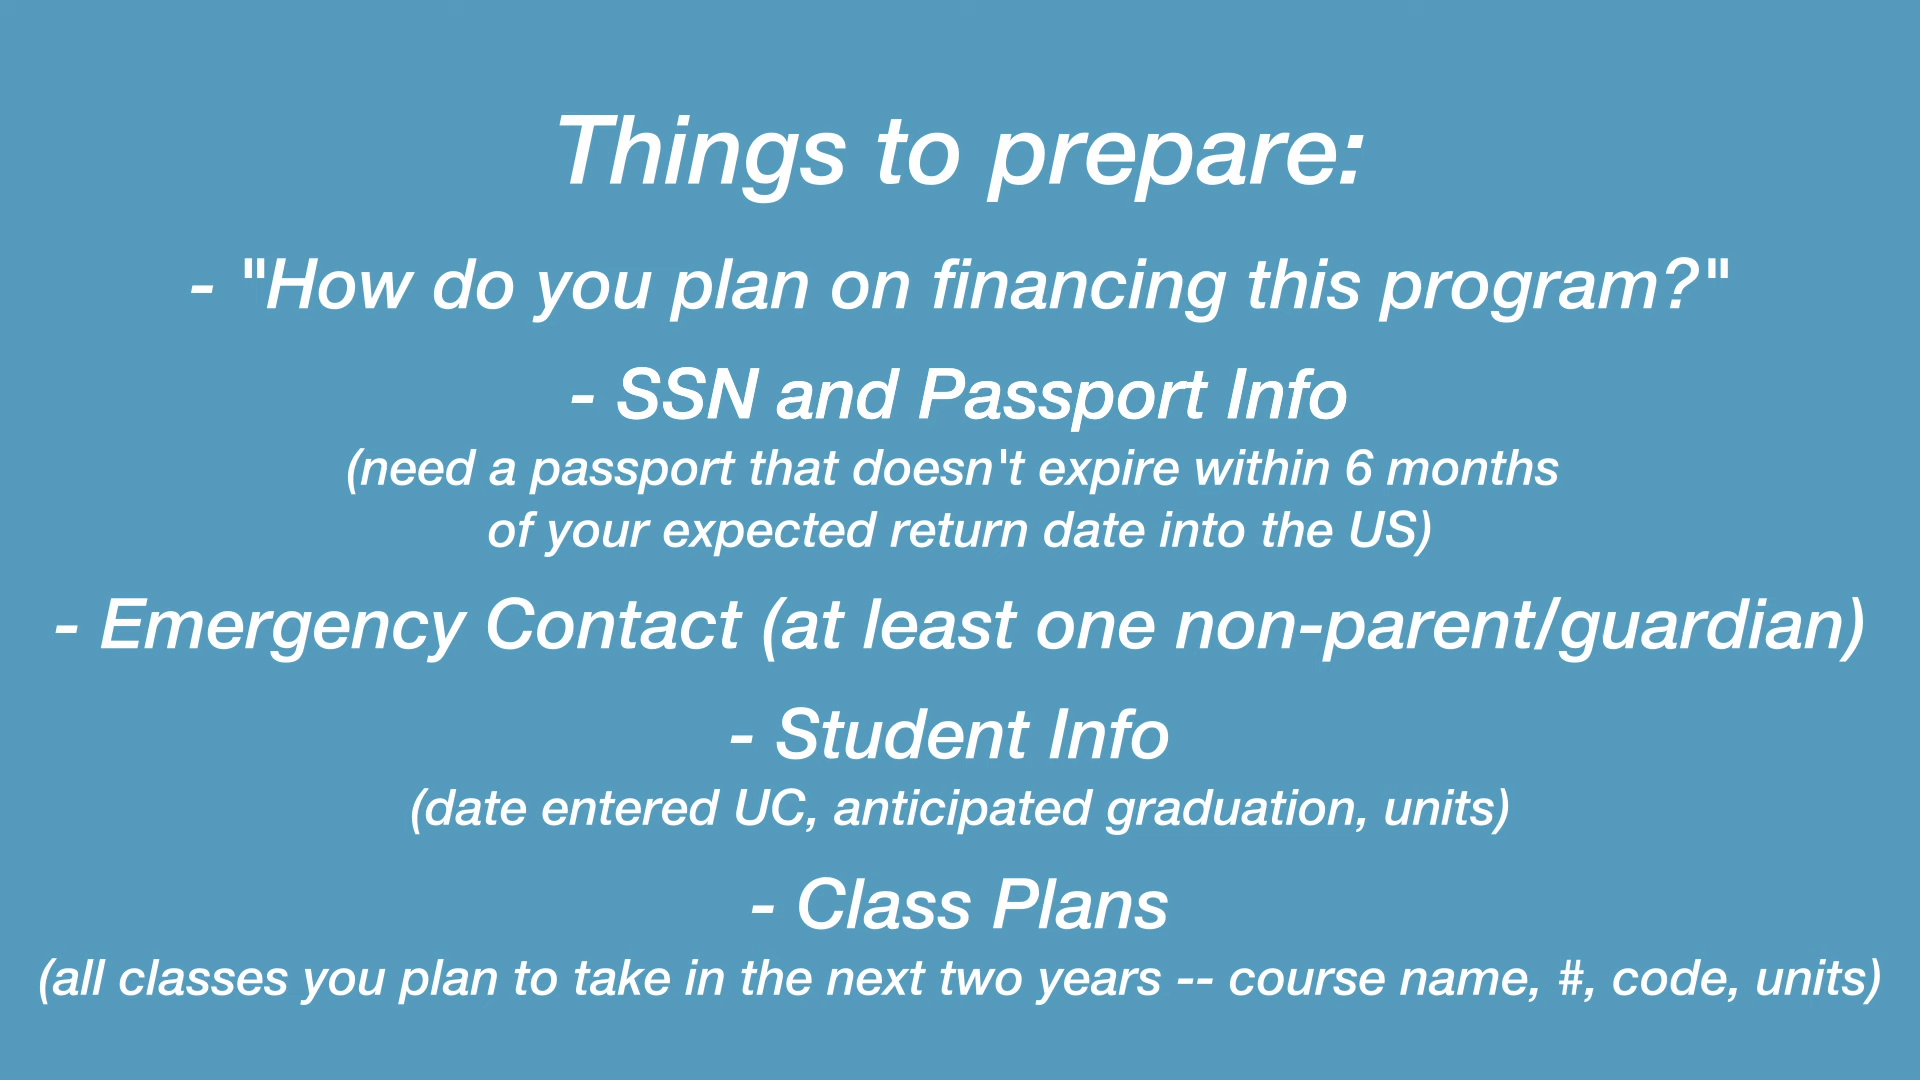 Things to prepare:
- "How do you plan on financing this program?"
- SSN and Passport Info
(need a passport that doesn't expire within 6 months
of your expected return date into the US)
- Emergency Contact (at least one non-parent/guardian)
- Student Info
(date entered UC, anticipated graduation, units)
- Class Plans
(all classes you plan to take in the next two years -- course name, #, code, units)